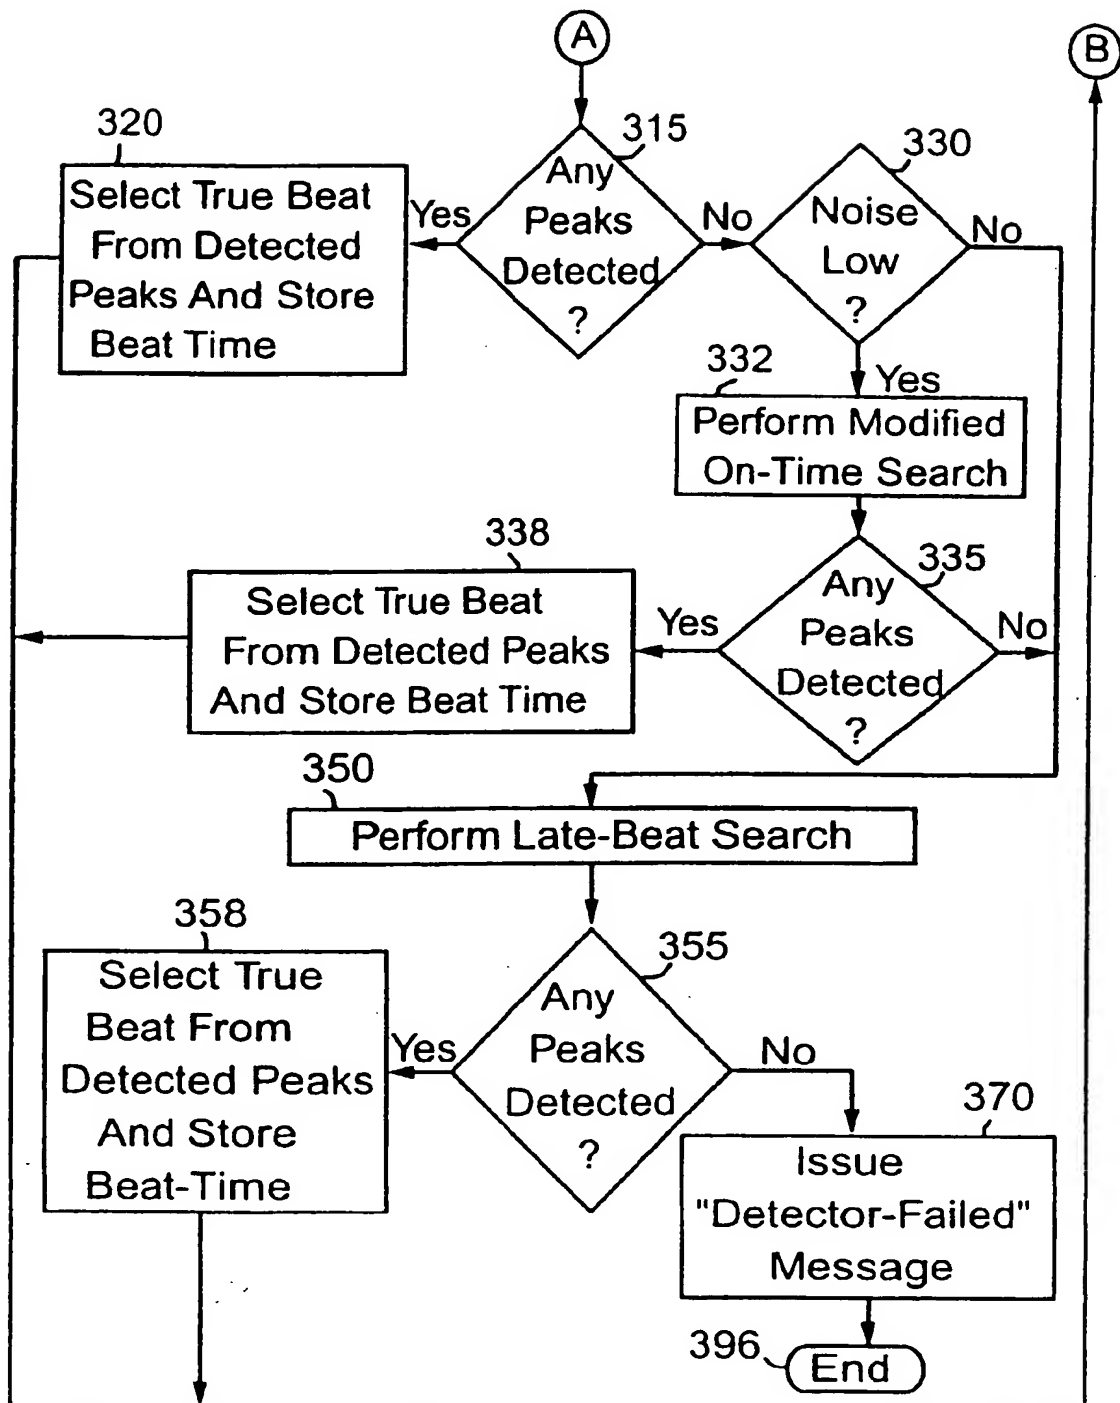 A
B
320
315
330
Select True Beat
From Detected
Peaks And Store
Beat Time
Yes
Any
Peaks
Detected
?
No
Noise
Low
?
No
332
Yes
Perform Modified
On-Time Search
338
335
Select True Beat
From Detected Peaks
And Store Beat Time
Yes
Any
Peaks
Detected
?
No
350
Perform Late-Beat Search
358
355
Select True
Beat From
Detected Peaks
And Store
Beat-Time
Yes
Any
Peaks
Detected
?
No
370
Issue
"Detector-Failed"
Message
396
End